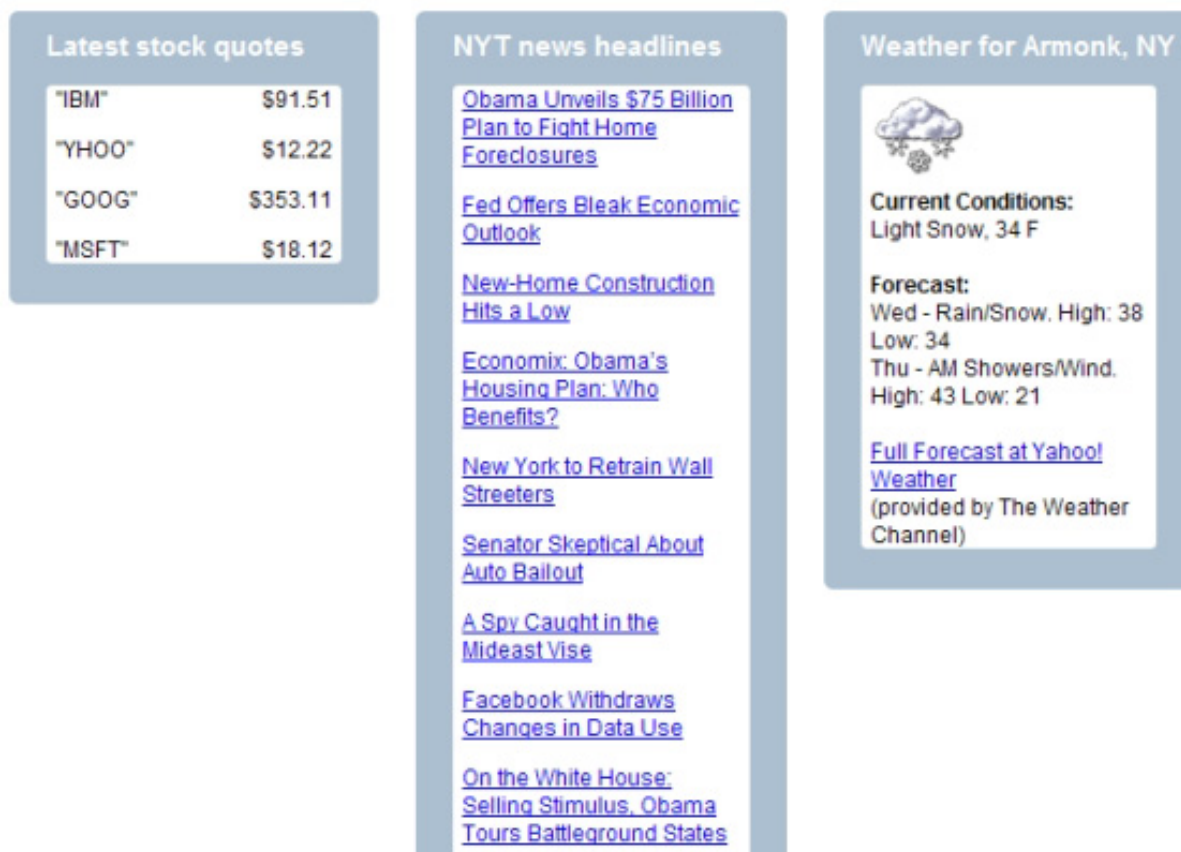 Latest stock quotes
"IBM" $91.51
"YHOO" $12.22
"GOOG" $353.11
"MSFT" $18.12
NYT news headlines
Obama Unveils $75 Billion
Plan to Fight Home
Foreclosures
Fed Offers Bleak Economic
Outlook
New-Home Construction
Hits a Low
Economix: Obama's
Housing Plan: Who
Benefits?
New York to Retrain Wall
Streeters
Senator Skeptical About
Auto Bailout
A Spy Caught in the
Mideast Vise
Facebook Withdraws
Changes in Data Use
On the White House:
Selling Stimulus, Obama
Tours Battleground States
Weather for Armonk, NY
Current Conditions:
Light Snow, 34 F
Forecast:
Wed - Rain/Snow. High: 38
Low: 34
Thu - AM Showers/Wind.
High: 43 Low: 21
Full Forecast at Yahoo!
Weather
(provided by The Weather
Channel)